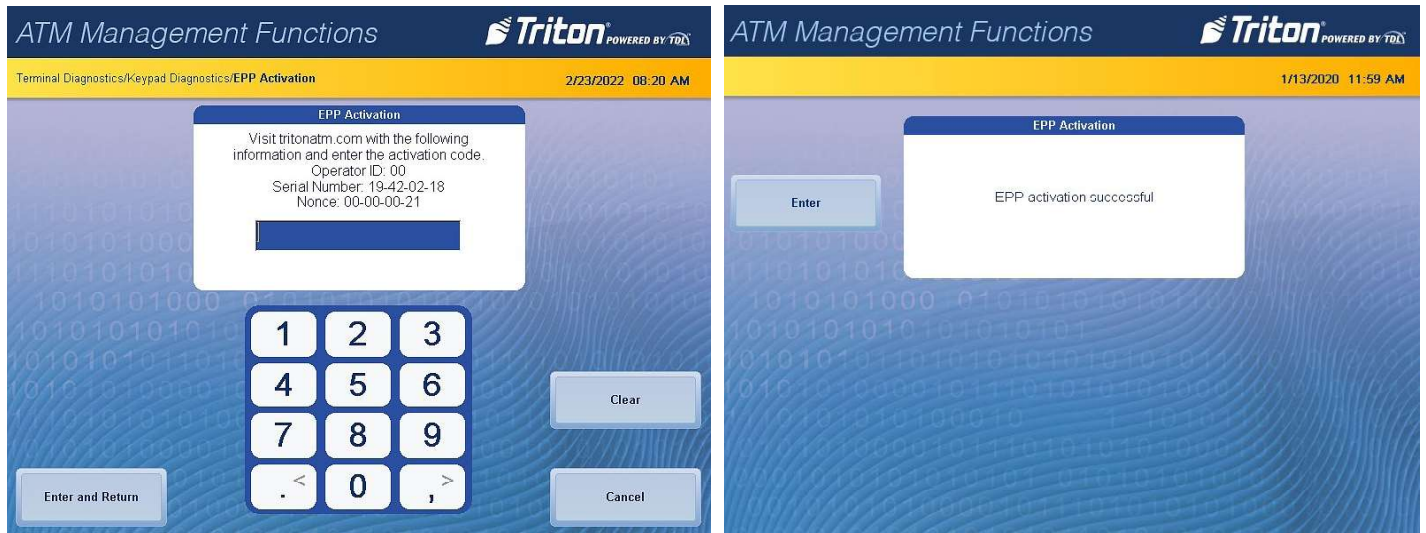 ATM Management Functions
Triton POWERED BY TDL
Terminal Diagnostics/Keypad Diagnostics/EPP Activation
2/23/2022 08:20 AM
EPP Activation
Visit tritonatm.com with the following
information and enter the activation code.
Operator ID: 00
Serial Number: 19-42-02-18
Nonce: 00-00-00-21
1 2 3
4 5 6
Clear
7 8 9
. < 0 , >
Enter and Return
Cancel
ATM Management Functions
Triton POWERED BY TDL
1/13/2020 11:59 AM
EPP Activation
Enter
EPP activation successful